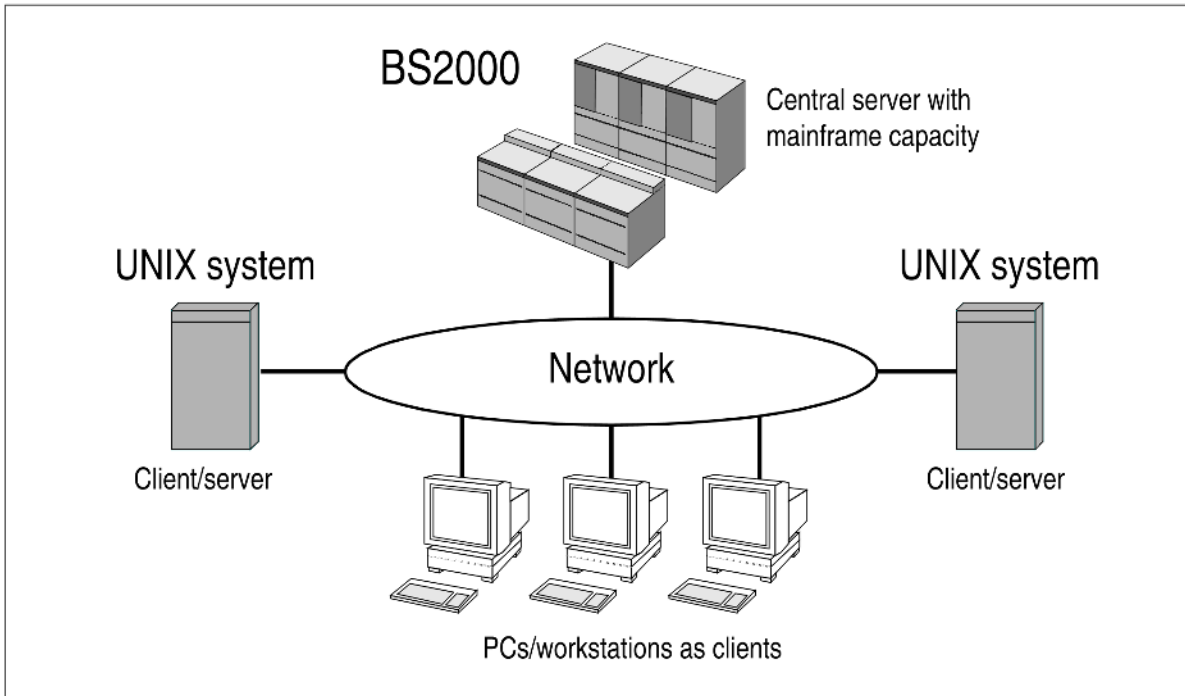 BS2000
Central server with
mainframe capacity
UNIX system
UNIX system
Network
Client/server
Client/server
PCs/workstations as clients